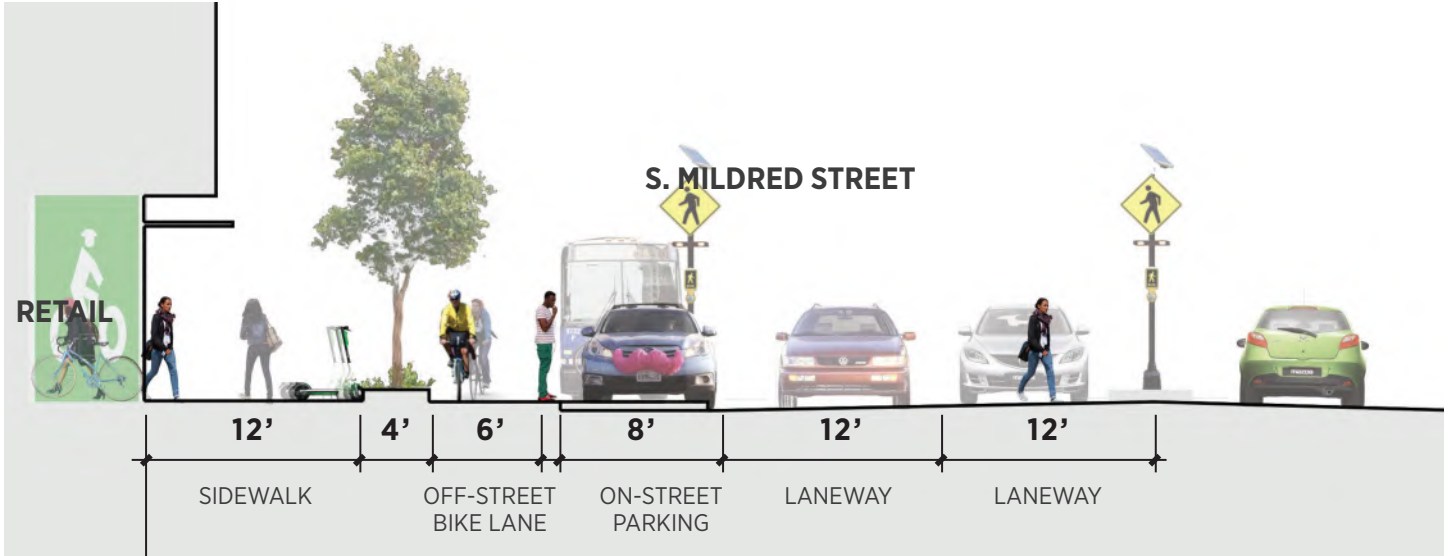 S. MILDRED STREET
RETAIL
12’ 4’ 6’ 8’ 12’ 12’
SIDEWALK
OFF-STREET
BIKE LANE
ON-STREET
PARKING
LANEWAY
LANEWAY